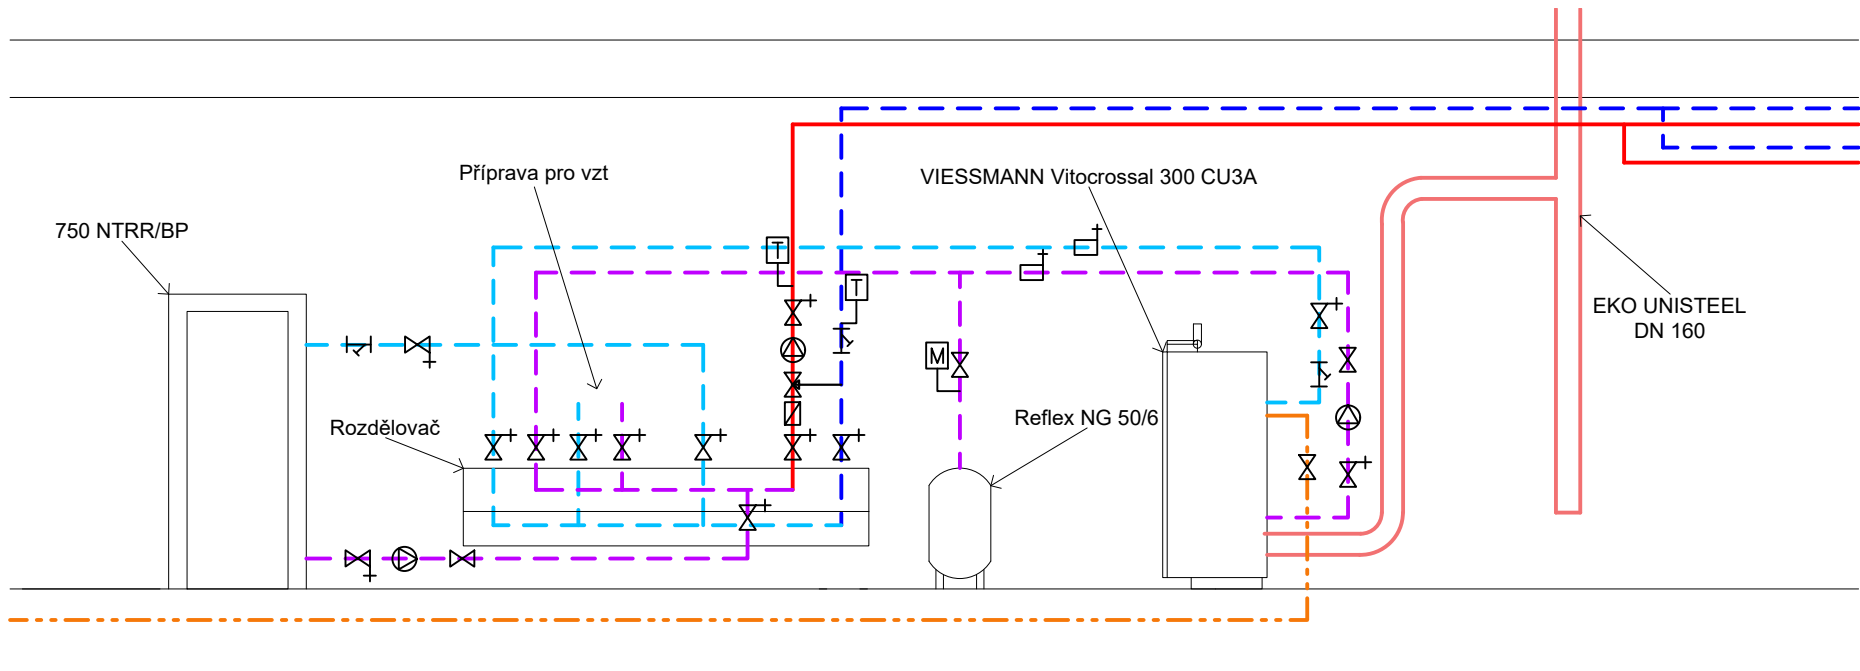 Příprava pro vzt
VIESSMANN Vitocrossal 300 CU3A
750 NTRR/BP
T
T
EKO UNISTEEL
DN 160
M
Reflex NG 50/6
Rozdělovač